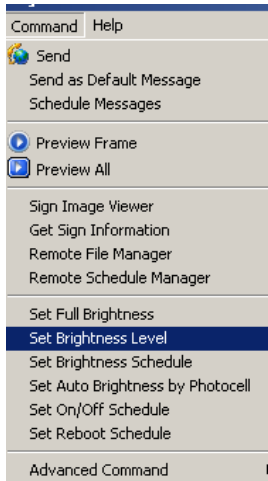 Command Help
Send
Send as Default Message
Schedule Messages
Preview Frame
Preview All
Sign Image Viewer
Get Sign Information
Remote File Manager
Remote Schedule Manager
Set Full Brightness
Set Brightness Level
Set Brightness Schedule
Set Auto Brightness by Photocell
Set On/Off Schedule
Set Reboot Schedule
Advanced Command